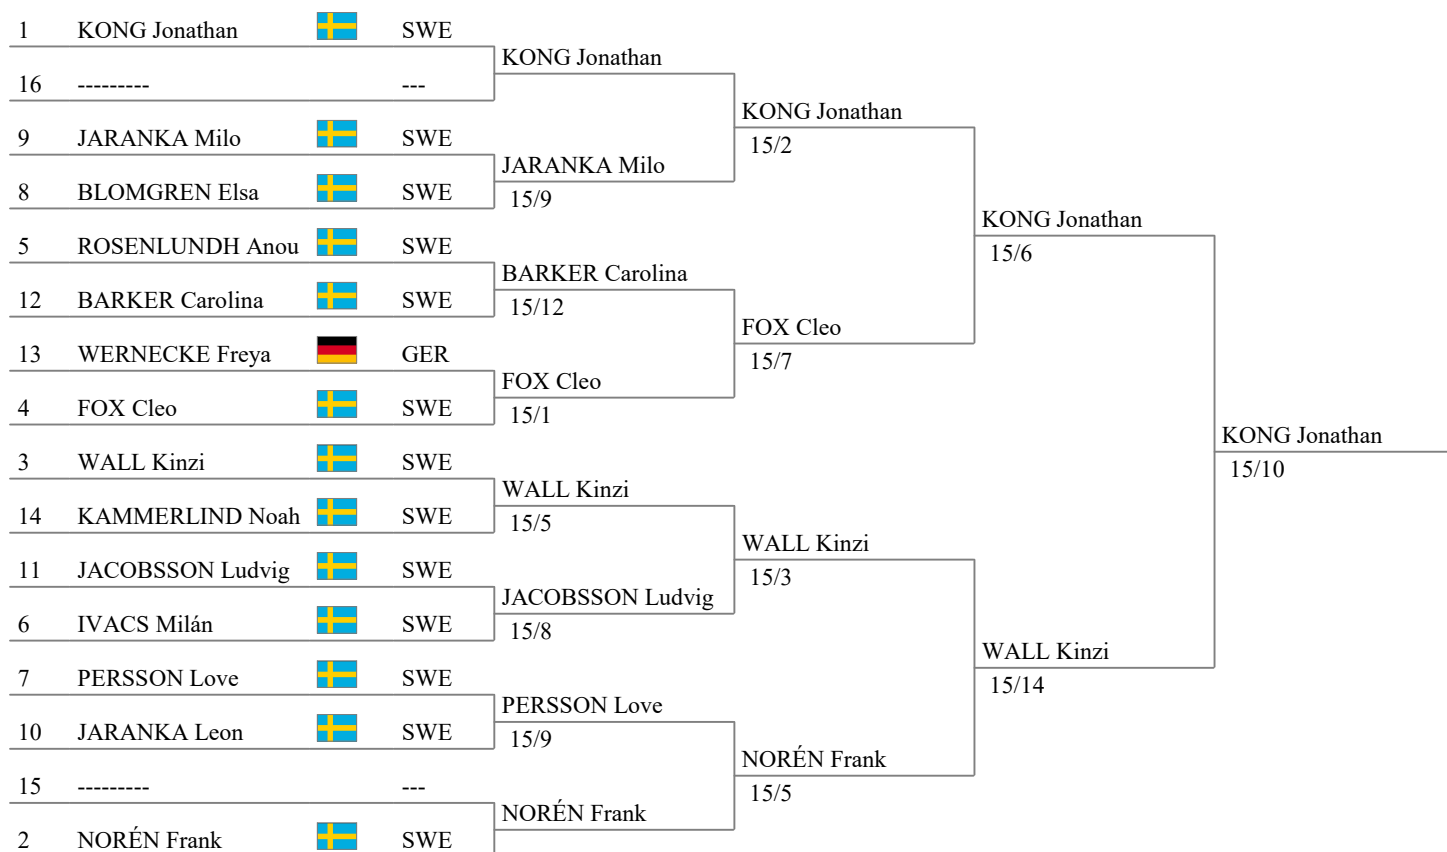 1 KONG Jonathan SWE
16 --------- ---
9 JARANKA Milo SWE
8 BLOMGREN Elsa SWE
5 ROSENLUNDH Anou SWE
12 BARKER Carolina SWE
13 WERNECKE Freya GER
4 FOX Cleo SWE
3 WALL Kinzi SWE
14 KAMMERLIND Noah SWE
11 JACOBSSON Ludvig SWE
6 IVACS Milán SWE
7 PERSSON Love SWE
10 JARANKA Leon SWE
15 --------- ---
2 NORÉN Frank SWE
KONG Jonathan
JARANKA Milo
15/9
BARKER Carolina
15/12
FOX Cleo
15/1
WALL Kinzi
15/5
JACOBSSON Ludvig
15/8
PERSSON Love
15/9
NORÉN Frank
KONG Jonathan
15/2
FOX Cleo
15/7
WALL Kinzi
15/3
NORÉN Frank
15/5
KONG Jonathan
15/6
WALL Kinzi
15/14
KONG Jonathan
15/10